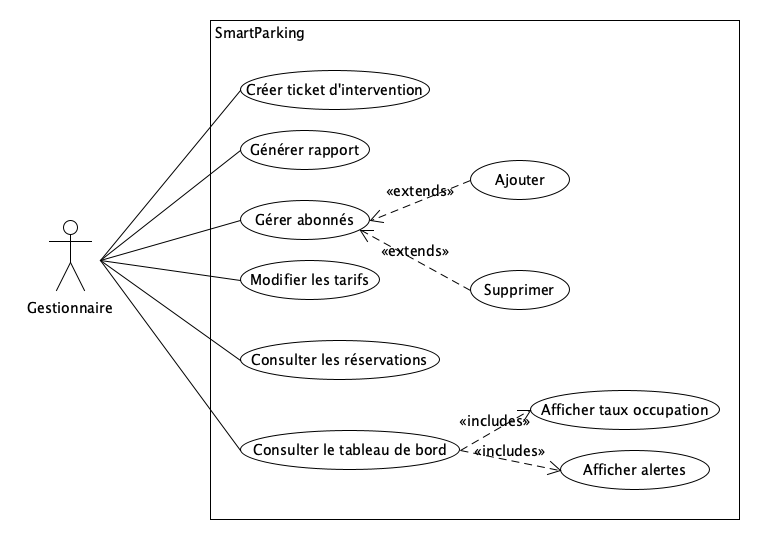 SmartParking
Créer ticket d'intervention
Générer rapport
Ajouter
«extends»
Gérer abonnés
«extends»
Modifier les tarifs
Supprimer
Gestionnaire
Consulter les réservations
Afficher taux occupation
«includes»
Consulter le tableau de bord
«includes»
Afficher alertes